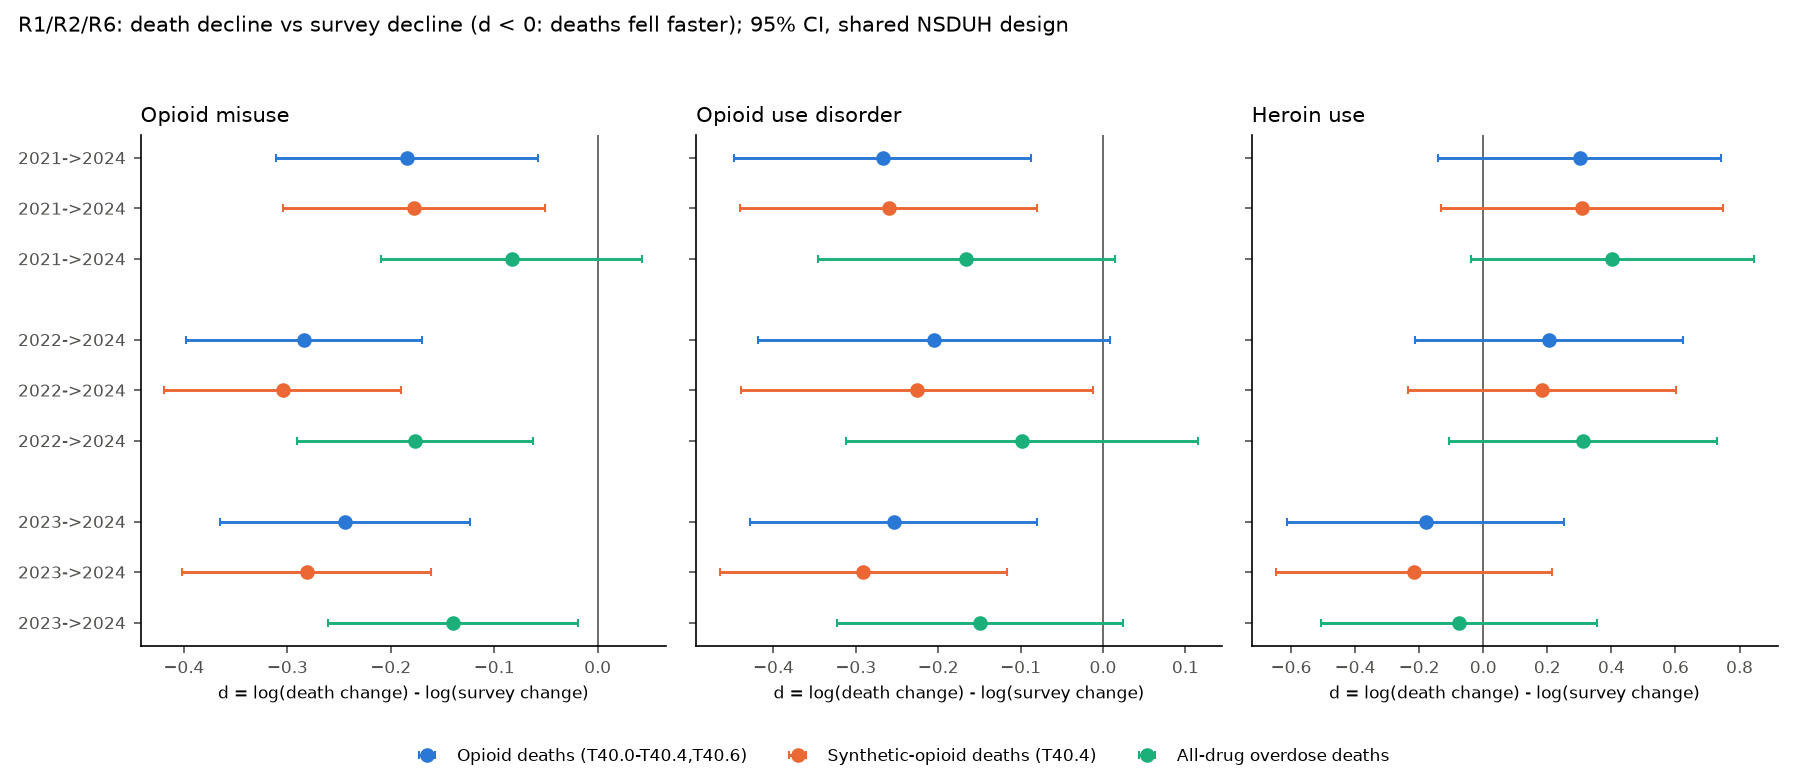 R1/R2/R6: death decline vs survey decline (d < 0: deaths fell faster); 95% CI, shared NSDUH design
Opioid misuse
2021->2024
2021->2024
2021->2024
2022->2024
2022->2024
2022->2024
2023->2024
2023->2024
2023->2024
−0.4 −0.3 −0.2 −0.1 0.0
d = log(death change) - log(survey change)
Opioid use disorder
−0.4 −0.3 −0.2 −0.1 0.0 0.1
d = log(death change) - log(survey change)
Heroin use
−0.6 −0.4 −0.2 0.0 0.2 0.4 0.6 0.8
d = log(death change) - log(survey change)
Opioid deaths (T40.0-T40.4,T40.6) Synthetic-opioid deaths (T40.4) All-drug overdose deaths